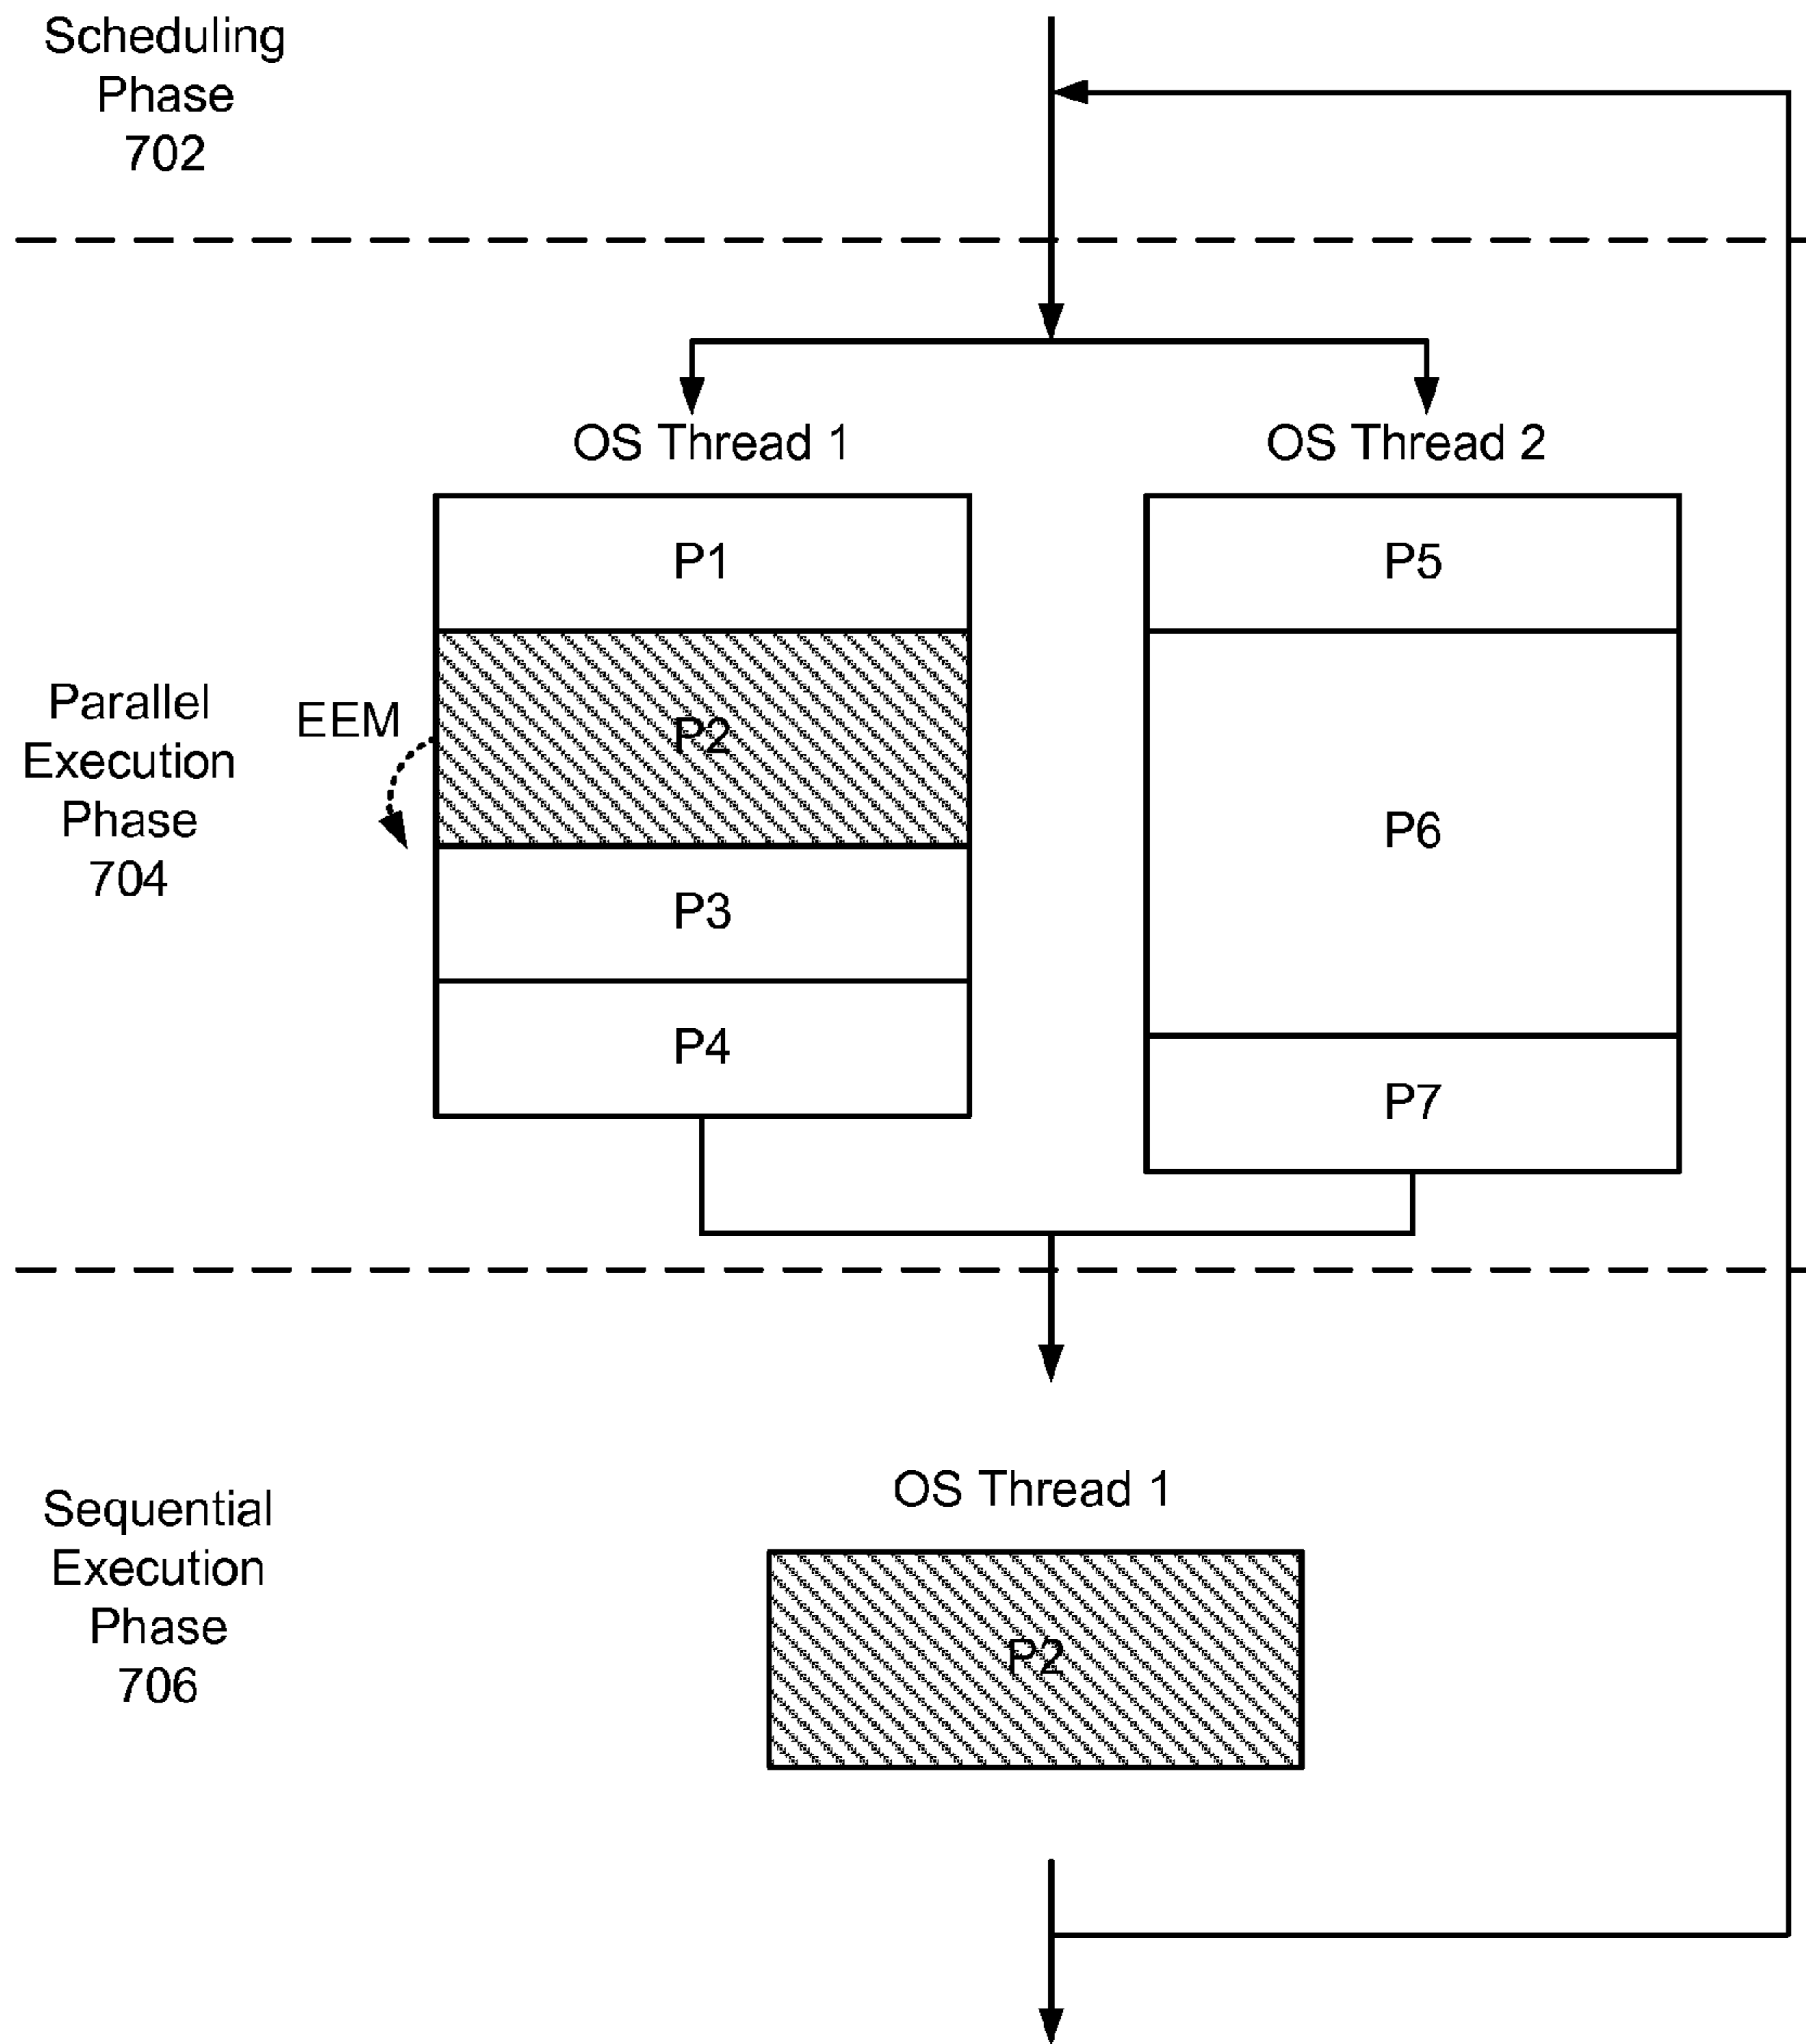 Scheduling
Phase
702
OS Thread 1
OS Thread 2
P1
P5
Parallel
Execution
Phase
704
EEM
P2
P6
P3
P4
P7
OS Thread 1
Sequential
Execution
Phase
706
P2